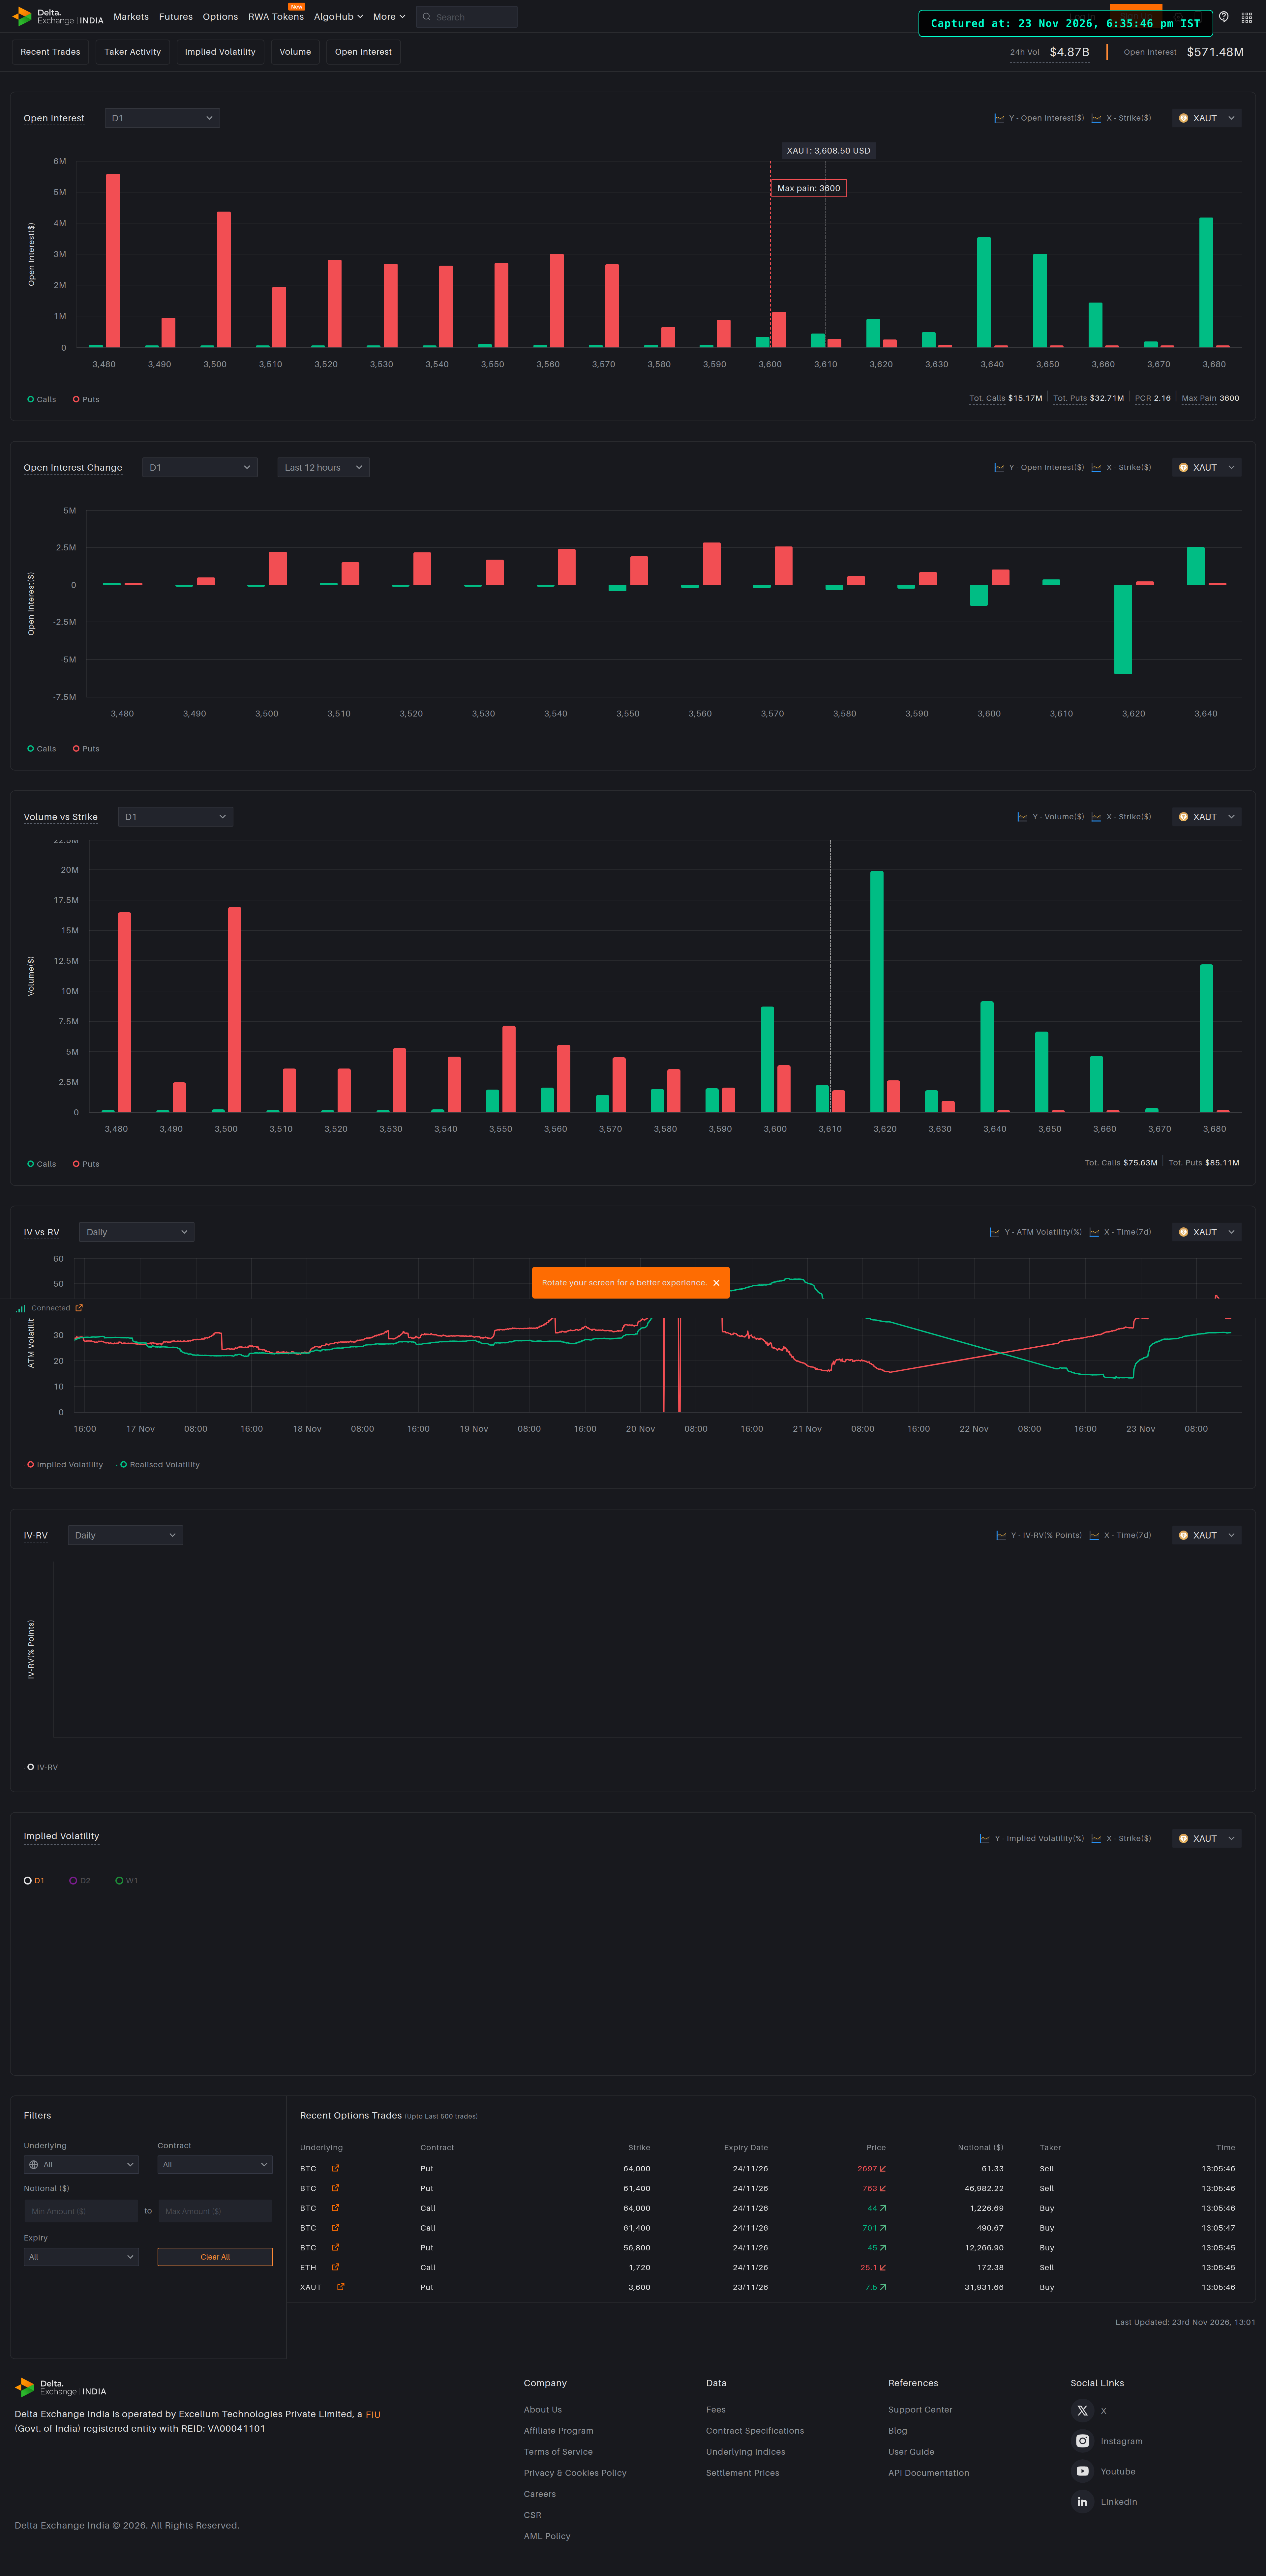 Delta. Exchange | INDIA Markets Futures Options RWA Tokens New AlgoHub More Search
Captured at: 23 Nov 2026, 6:35:46 pm IST
Recent Trades Taker Activity Implied Volatility Volume Open Interest 24h Vol $4.87B Open Interest $571.48M
Open Interest D1 Y - Open Interest($) X - Strike($) XAUT
XAUT: 3,608.50 USD
Max pain: 3600
Open Interest($)
6M
5M
4M
3M
2M
1M
0
3,480 3,490 3,500 3,510 3,520 3,530 3,540 3,550 3,560 3,570 3,580 3,590 3,600 3,610 3,620 3,630 3,640 3,650 3,660 3,670 3,680
Calls Puts Tot. Calls $15.17M Tot. Puts $32.71M PCR 2.16 Max Pain 3600
Open Interest Change D1 Last 12 hours Y - Open Interest($) X - Strike($) XAUT
Open Interest($)
5M
2.5M
0
-2.5M
-5M
-7.5M
3,480 3,490 3,500 3,510 3,520 3,530 3,540 3,550 3,560 3,570 3,580 3,590 3,600 3,610 3,620 3,640
Calls Puts
Volume vs Strike D1 Y - Volume($) X - Strike($) XAUT
Volume($)
22.5M
20M
17.5M
15M
12.5M
10M
7.5M
5M
2.5M
0
3,480 3,490 3,500 3,510 3,520 3,530 3,540 3,550 3,560 3,570 3,580 3,590 3,600 3,610 3,620 3,630 3,640 3,650 3,660 3,670 3,680
Calls Puts Tot. Calls $75.63M Tot. Puts $85.11M
IV vs RV Daily Y - ATM Volatility(%) X - Time(7d) XAUT
60
50
Rotate your screen for a better experience.
Connected
ATM Volatilit
30
20
10
0
16:00 17 Nov 08:00 16:00 18 Nov 08:00 16:00 19 Nov 08:00 16:00 20 Nov 08:00 16:00 21 Nov 08:00 16:00 22 Nov 08:00 16:00 23 Nov 08:00
Implied Volatility Realised Volatility
IV-RV Daily Y - IV-RV(% Points) X - Time(7d) XAUT
IV-RV(% Points)
IV-RV
Implied Volatility Y - Implied Volatility(%) X - Strike($) XAUT
D1 D2 W1
Filters
Underlying Contract
All All
Notional ($)
Min Amount ($) to Max Amount ($)
Expiry
All Clear All
Recent Options Trades (Upto Last 500 trades)
Underlying Contract Strike Expiry Date Price Notional ($) Taker Time
BTC Put 64,000 24/11/26 2697 61.33 Sell 13:05:46
BTC Put 61,400 24/11/26 763 46,982.22 Sell 13:05:46
BTC Call 64,000 24/11/26 44 1,226.69 Buy 13:05:46
BTC Call 61,400 24/11/26 701 490.67 Buy 13:05:47
BTC Put 56,800 24/11/26 45 12,266.90 Buy 13:05:45
ETH Call 1,720 24/11/26 25.1 172.38 Sell 13:05:45
XAUT Put 3,600 23/11/26 7.5 31,931.66 Buy 13:05:46
Last Updated: 23rd Nov 2026, 13:01
Delta. Exchange | INDIA
Delta Exchange India is operated by Excelium Technologies Private Limited, a FIU
(Govt. of India) registered entity with REID: VA00041101
Delta Exchange India © 2026. All Rights Reserved.
Company
About Us
Affiliate Program
Terms of Service
Privacy & Cookies Policy
Careers
CSR
AML Policy
Data
Fees
Contract Specifications
Underlying Indices
Settlement Prices
References
Support Center
Blog
User Guide
API Documentation
Social Links
X
Instagram
Youtube
Linkedin